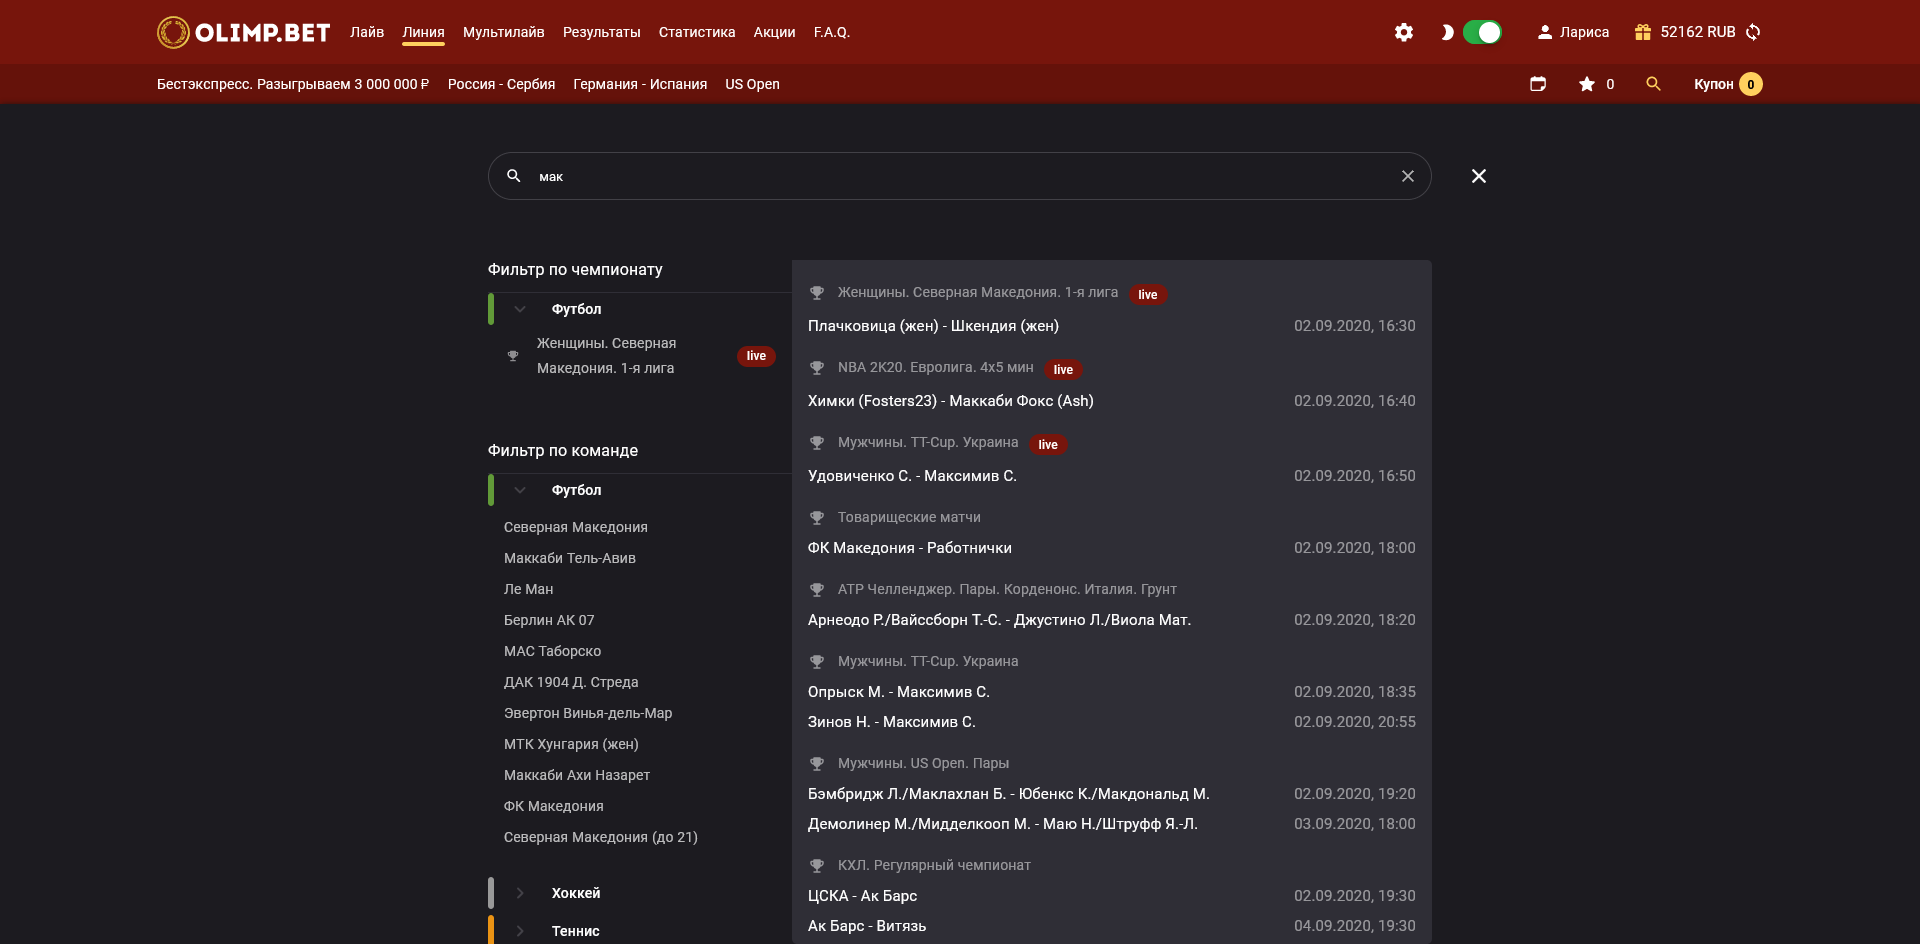 OLIMP.BET Лайв Линия Мультилайв Результаты Статистика Акции F.A.Q. Лариса 52162 RUB
Бестэкспресс. Разыгрываем 3 000 000 ₽ Россия - Сербия Германия - Испания US Open 0 Купон 0
мак
Фильтр по чемпионату
Футбол
Женщины. Северная
Македония. 1-я лига
live
Фильтр по команде
Футбол
Северная Македония
Маккаби Тель-Авив
Ле Ман
Берлин АК 07
МАС Таборско
ДАК 1904 Д. Стреда
Эвертон Винья-дель-Мар
МТК Хунгария (жен)
Маккаби Ахи Назарет
ФК Македония
Северная Македония (до 21)
Хоккей
Теннис
Женщины. Северная Македония. 1-я лига live
Плачковица (жен) - Шкендия (жен) 02.09.2020, 16:30
NBA 2K20. Евролига. 4x5 мин live
Химки (Fosters23) - Маккаби Фокс (Ash) 02.09.2020, 16:40
Мужчины. TT-Cup. Украина live
Удовиченко С. - Максимив С. 02.09.2020, 16:50
Товарищеские матчи
ФК Македония - Работнички 02.09.2020, 18:00
АТР Челленджер. Пары. Корденонс. Италия. Грунт
Арнеодо Р./Вайссборн Т.-С. - Джустино Л./Виола Мат. 02.09.2020, 18:20
Мужчины. TT-Cup. Украина
Опрыск М. - Максимив С. 02.09.2020, 18:35
Зинов Н. - Максимив С. 02.09.2020, 20:55
Мужчины. US Open. Пары
Бэмбридж Л./Маклахлан Б. - Юбенкс К./Макдональд М. 02.09.2020, 19:20
Демолинер М./Мидделкооп М. - Маю Н./Штруфф Я.-Л. 03.09.2020, 18:00
КХЛ. Регулярный чемпионат
ЦСКА - Ак Барс 02.09.2020, 19:30
Ак Барс - Витязь 04.09.2020, 19:30